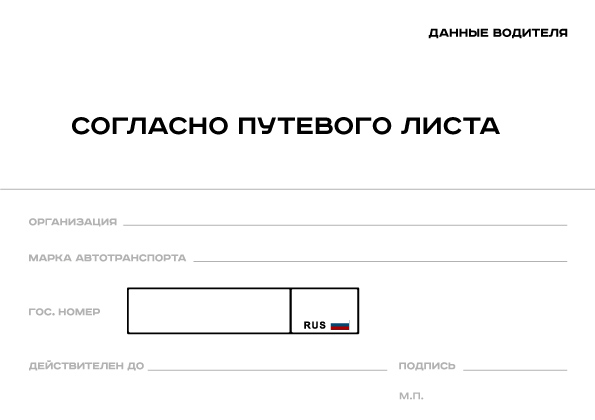 ДАННЫЕ ВОДИТЕЛЯ
СОГЛАСНО ПУТЕВОГО ЛИСТА
ОРГАНИЗАЦИЯ
МАРКА АВТОТРАНСПОРТА
ГОС. НОМЕР
RUS
ДЕЙСТВИТЕЛЕН ДО ПОДПИСЬ
М.П.